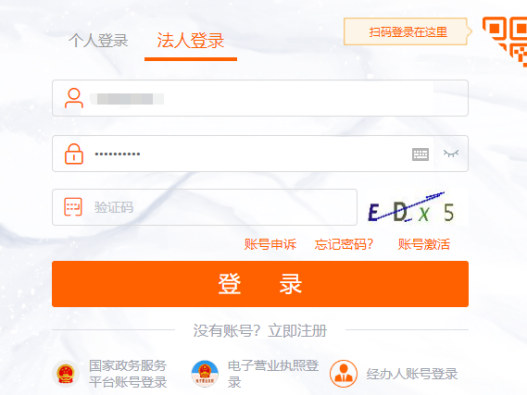 个人登录
法人登录
扫码登录在这里
••••••••••
验证码
EDx5
账号申诉
忘记密码?
账号激活
登 录
没有账号? 立即注册
国家政务服务
平台账号登录
电子营业执照登
录
经办人账号登录